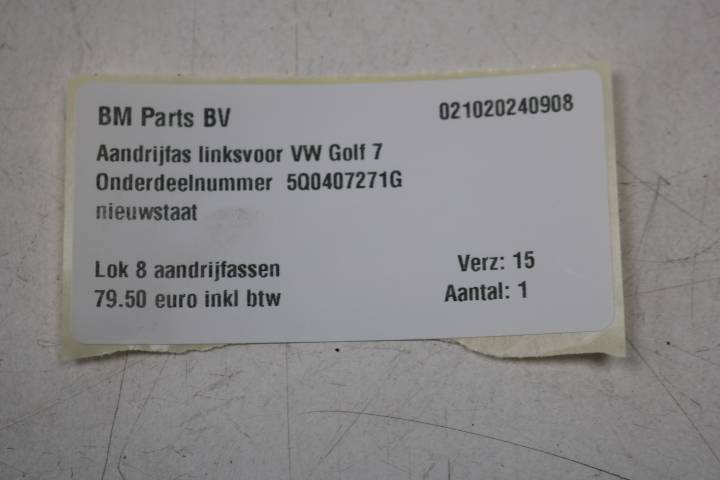 BM Parts BV 021020240908
Aandrijfas linksvoor VW Golf 7
Onderdeelnummer 5Q0407271G
nieuwstaat
Lok 8 aandrijfassen Verz: 15
79.50 euro inkl btw Aantal: 1